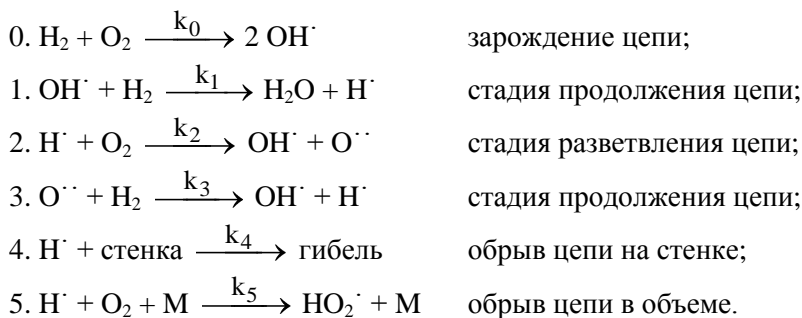 0. H₂ + O₂ —k₀→ 2 OH˙ зарождение цепи;
1. OH˙ + H₂ —k₁→ H₂O + H˙ стадия продолжения цепи;
2. H˙ + O₂ —k₂→ OH˙ + O˙˙ стадия разветвления цепи;
3. O˙˙ + H₂ —k₃→ OH˙ + H˙ стадия продолжения цепи;
4. H˙ + стенка —k₄→ гибель обрыв цепи на стенке;
5. H˙ + O₂ + M —k₅→ HO₂˙ + M обрыв цепи в объеме.